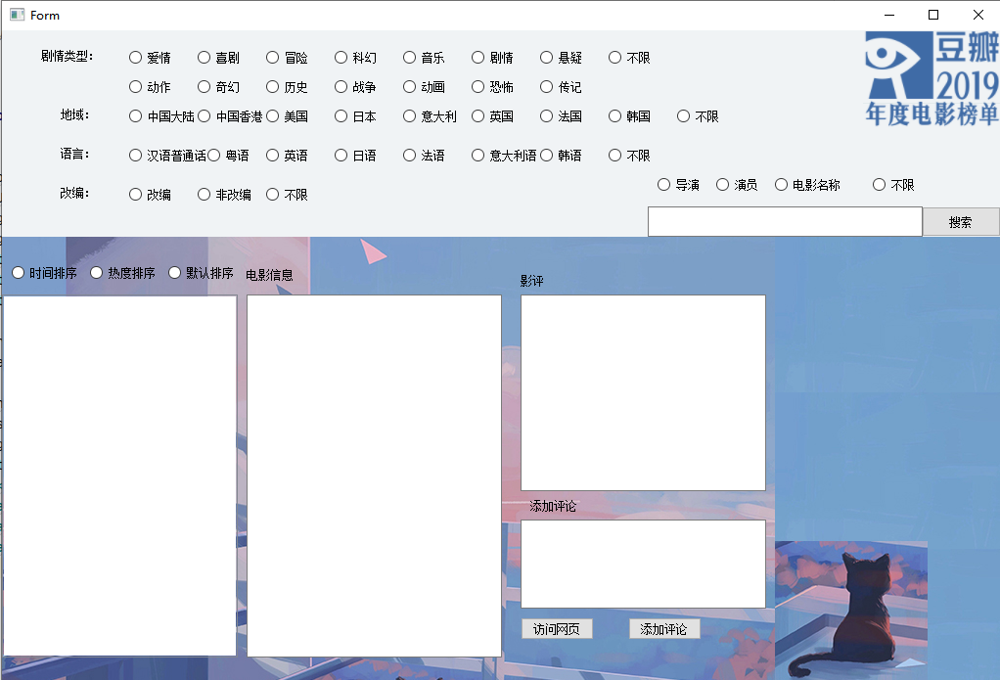 Form
剧情类型： 爱情 喜剧 冒险 科幻 音乐 剧情 悬疑 不限
动作 奇幻 历史 战争 动画 恐怖 传记
地域： 中国大陆 中国香港 美国 日本 意大利 英国 法国 韩国 不限
语言： 汉语普通话 粤语 英语 日语 法语 意大利语 韩语 不限
改编： 改编 非改编 不限
豆瓣
2019
年度电影榜单
导演 演员 电影名称 不限
搜索
时间排序 热度排序 默认排序 电影信息 影评
添加评论
访问网页 添加评论